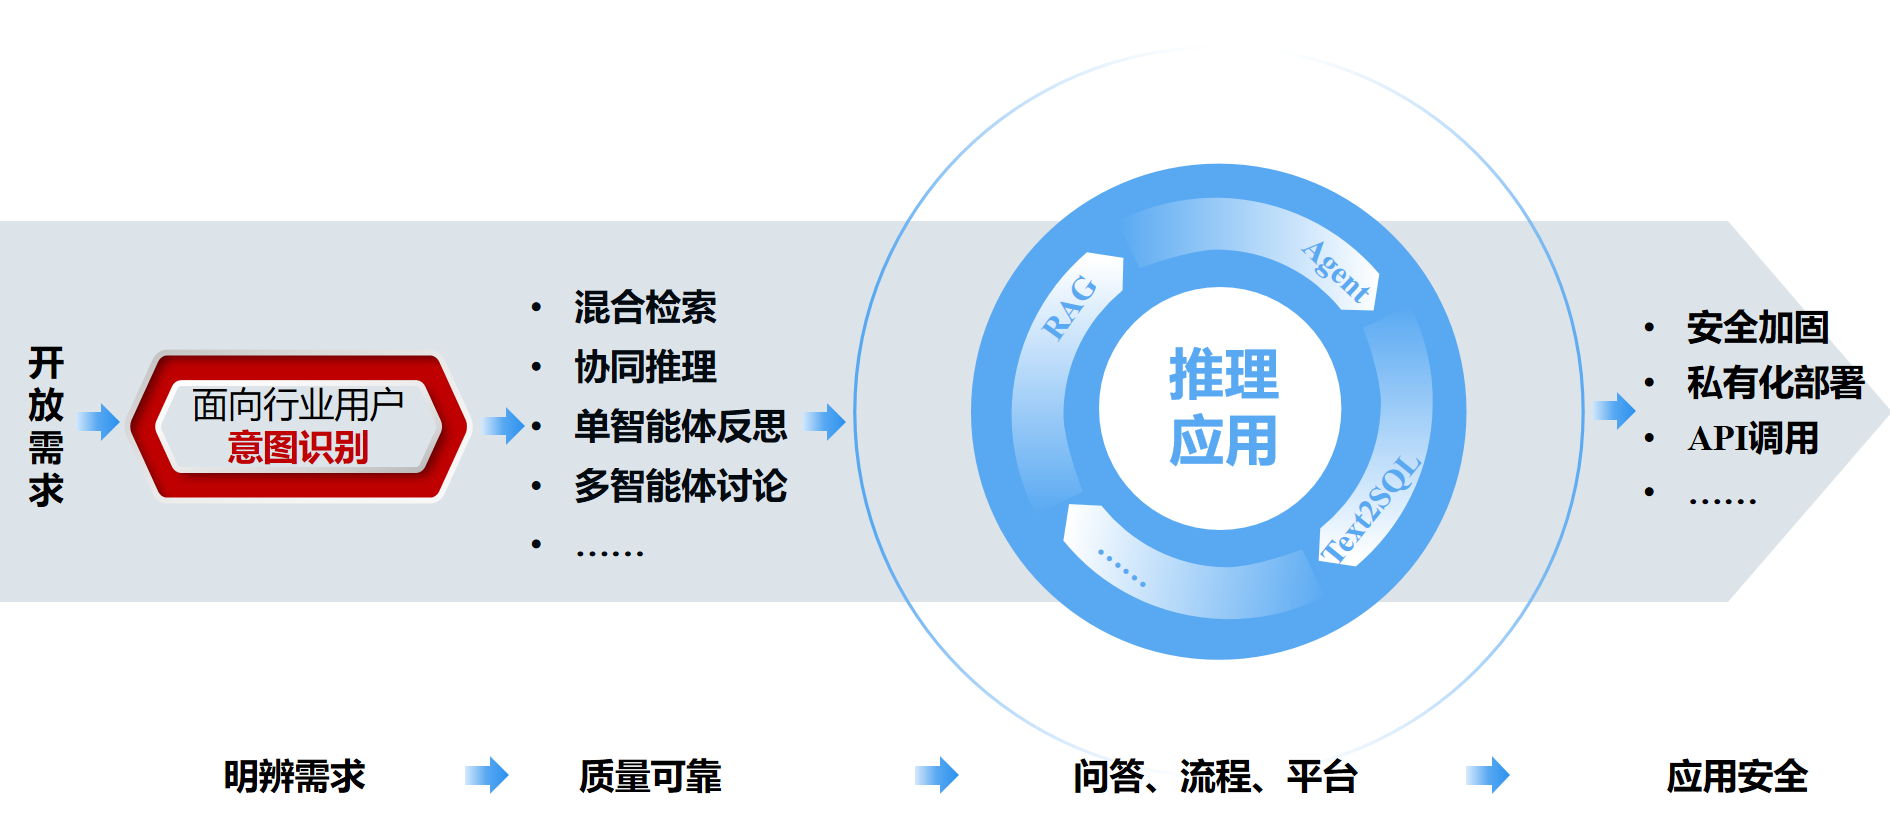 开放需求
面向行业用户
意图识别
• 混合检索
• 协同推理
• 单智能体反思
• 多智能体讨论
• ……
RAG
Agent
Text2SQL
……
推理
应用
• 安全加固
• 私有化部署
• API调用
• ……
明辨需求
质量可靠
问答、流程、平台
应用安全